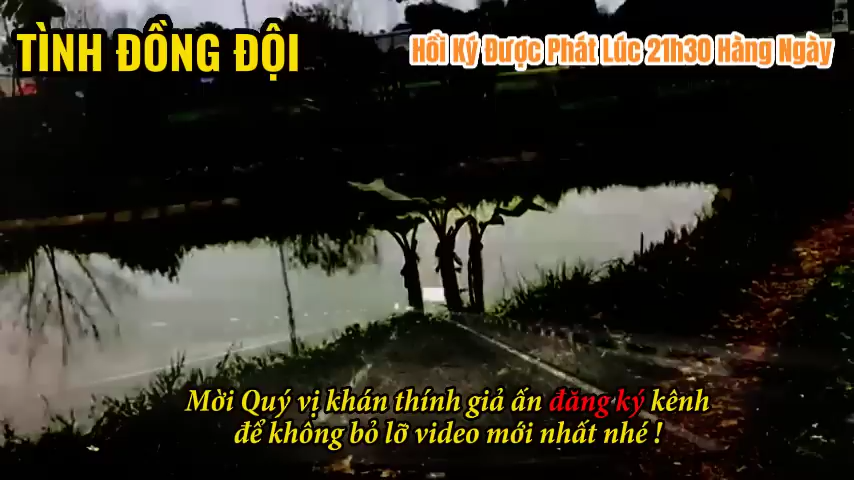 TÌNH ĐỒNG ĐỘI
Hồi Ký Được Phát Lúc 21h30 Hàng Ngày
Mời Quý vị khán thính giả ấn đăng ký kênh
để không bỏ lỡ video mới nhất nhé !